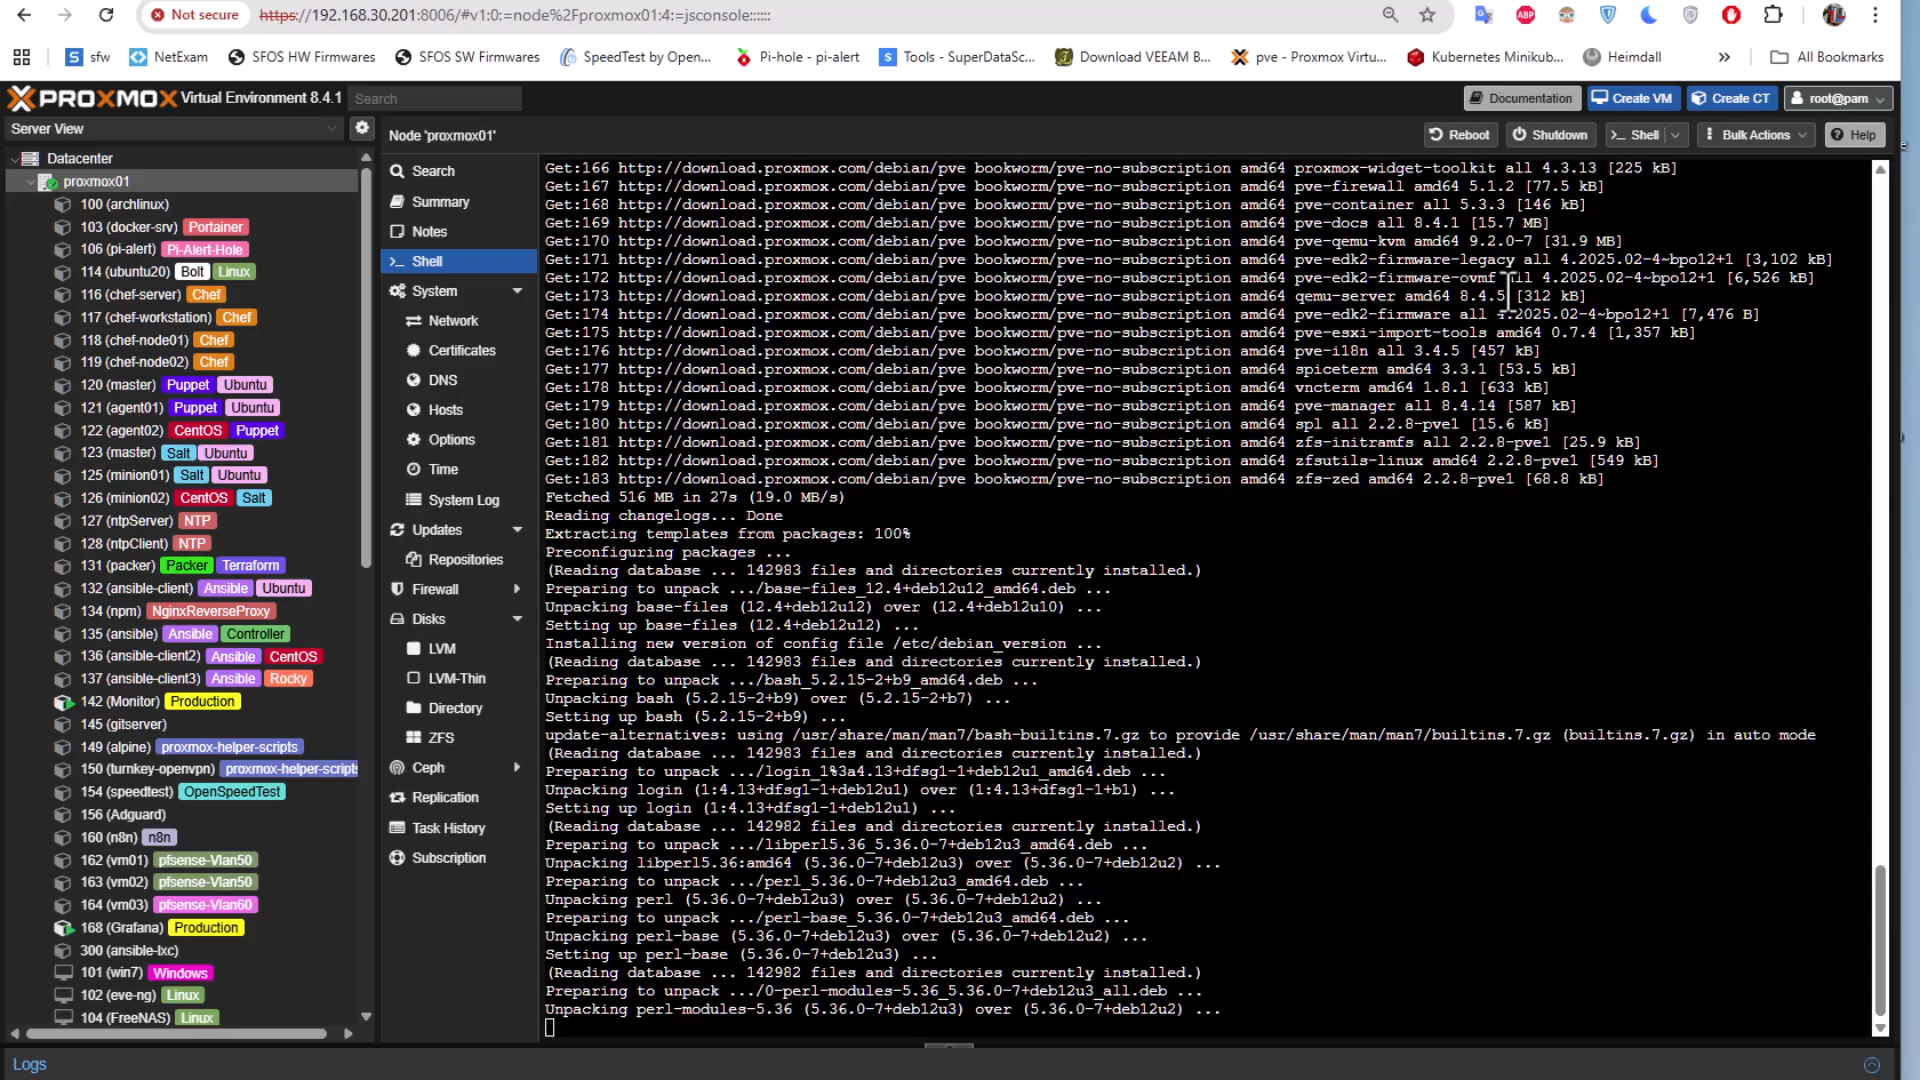 Not secure
https://192.168.30.201:8006/#v1:0:=node%2Fproxmox01:4:=jsconsole::::::
sfw
NetExam
SFOS HW Firmwares
SFOS SW Firmwares
SpeedTest by Open...
Pi-hole - pi-alert
Tools - SuperDataSc...
Download VEEAM B...
pve - Proxmox Virtu...
Kubernetes Minikub...
Heimdall
»
All Bookmarks
PROXMOX Virtual Environment 8.4.1
Search
Documentation
Create VM
Create CT
root@pam
Server View
Node 'proxmox01'
Reboot
Shutdown
Shell
Bulk Actions
Help
Datacenter
proxmox01
100 (archlinux)
103 (docker-srv) Portainer
106 (pi-alert) Pi-Alert-Hole
114 (ubuntu20) Bolt Linux
116 (chef-server) Chef
117 (chef-workstation) Chef
118 (chef-node01) Chef
119 (chef-node02) Chef
120 (master) Puppet Ubuntu
121 (agent01) Puppet Ubuntu
122 (agent02) CentOS Puppet
123 (master) Salt Ubuntu
125 (minion01) Salt Ubuntu
126 (minion02) CentOS Salt
127 (ntpServer) NTP
128 (ntpClient) NTP
131 (packer) Packer Terraform
132 (ansible-client) Ansible Ubuntu
134 (npm) NginxReverseProxy
135 (ansible) Ansible Controller
136 (ansible-client2) Ansible CentOS
137 (ansible-client3) Ansible Rocky
142 (Monitor) Production
145 (gitserver)
149 (alpine) proxmox-helper-scripts
150 (turnkey-openvpn) proxmox-helper-scripts
154 (speedtest) OpenSpeedTest
156 (Adguard)
160 (n8n) n8n
162 (vm01) pfsense-Vlan50
163 (vm02) pfsense-Vlan50
164 (vm03) pfsense-Vlan60
168 (Grafana) Production
300 (ansible-lxc)
101 (win7) Windows
102 (eve-ng) Linux
104 (FreeNAS) Linux
Search
Summary
Notes
Shell
System
Network
Certificates
DNS
Hosts
Options
Time
System Log
Updates
Repositories
Firewall
Disks
LVM
LVM-Thin
Directory
ZFS
Ceph
Replication
Task History
Subscription
Get:166 http://download.proxmox.com/debian/pve bookworm/pve-no-subscription amd64 proxmox-widget-toolkit all 4.3.13 [225 kB]
Get:167 http://download.proxmox.com/debian/pve bookworm/pve-no-subscription amd64 pve-firewall amd64 5.1.2 [77.5 kB]
Get:168 http://download.proxmox.com/debian/pve bookworm/pve-no-subscription amd64 pve-container all 5.3.3 [146 kB]
Get:169 http://download.proxmox.com/debian/pve bookworm/pve-no-subscription amd64 pve-docs all 8.4.1 [15.7 MB]
Get:170 http://download.proxmox.com/debian/pve bookworm/pve-no-subscription amd64 pve-qemu-kvm amd64 9.2.0-7 [31.9 MB]
Get:171 http://download.proxmox.com/debian/pve bookworm/pve-no-subscription amd64 pve-edk2-firmware-legacy all 4.2025.02-4~bpo12+1 [3,102 kB]
Get:172 http://download.proxmox.com/debian/pve bookworm/pve-no-subscription amd64 pve-edk2-firmware-ovmf all 4.2025.02-4~bpo12+1 [6,526 kB]
Get:173 http://download.proxmox.com/debian/pve bookworm/pve-no-subscription amd64 qemu-server amd64 8.4.5 [312 kB]
Get:174 http://download.proxmox.com/debian/pve bookworm/pve-no-subscription amd64 pve-edk2-firmware all 4.2025.02-4~bpo12+1 [7,476 B]
Get:175 http://download.proxmox.com/debian/pve bookworm/pve-no-subscription amd64 pve-esxi-import-tools amd64 0.7.4 [1,357 kB]
Get:176 http://download.proxmox.com/debian/pve bookworm/pve-no-subscription amd64 pve-i18n all 3.4.5 [457 kB]
Get:177 http://download.proxmox.com/debian/pve bookworm/pve-no-subscription amd64 spiceterm amd64 3.3.1 [53.5 kB]
Get:178 http://download.proxmox.com/debian/pve bookworm/pve-no-subscription amd64 vncterm amd64 1.8.1 [633 kB]
Get:179 http://download.proxmox.com/debian/pve bookworm/pve-no-subscription amd64 pve-manager all 8.4.14 [587 kB]
Get:180 http://download.proxmox.com/debian/pve bookworm/pve-no-subscription amd64 spl all 2.2.8-pve1 [15.6 kB]
Get:181 http://download.proxmox.com/debian/pve bookworm/pve-no-subscription amd64 zfs-initramfs all 2.2.8-pve1 [25.9 kB]
Get:182 http://download.proxmox.com/debian/pve bookworm/pve-no-subscription amd64 zfsutils-linux amd64 2.2.8-pve1 [549 kB]
Get:183 http://download.proxmox.com/debian/pve bookworm/pve-no-subscription amd64 zfs-zed amd64 2.2.8-pve1 [68.8 kB]
Fetched 516 MB in 27s (19.0 MB/s)
Reading changelogs... Done
Extracting templates from packages: 100%
Preconfiguring packages ...
(Reading database ... 142983 files and directories currently installed.)
Preparing to unpack .../base-files_12.4+deb12u12_amd64.deb ...
Unpacking base-files (12.4+deb12u12) over (12.4+deb12u10) ...
Setting up base-files (12.4+deb12u12) ...
Installing new version of config file /etc/debian_version ...
(Reading database ... 142983 files and directories currently installed.)
Preparing to unpack .../bash_5.2.15-2+b9_amd64.deb ...
Unpacking bash (5.2.15-2+b9) over (5.2.15-2+b7) ...
Setting up bash (5.2.15-2+b9) ...
update-alternatives: using /usr/share/man/man7/bash-builtins.7.gz to provide /usr/share/man/man7/builtins.7.gz (builtins.7.gz) in auto mode
(Reading database ... 142983 files and directories currently installed.)
Preparing to unpack .../login_1%3a4.13+dfsg1-1+deb12u1_amd64.deb ...
Unpacking login (1:4.13+dfsg1-1+deb12u1) over (1:4.13+dfsg1-1+b1) ...
Setting up login (1:4.13+dfsg1-1+deb12u1) ...
(Reading database ... 142982 files and directories currently installed.)
Preparing to unpack .../libperl5.36_5.36.0-7+deb12u3_amd64.deb ...
Unpacking libperl5.36:amd64 (5.36.0-7+deb12u3) over (5.36.0-7+deb12u2) ...
Preparing to unpack .../perl_5.36.0-7+deb12u3_amd64.deb ...
Unpacking perl (5.36.0-7+deb12u3) over (5.36.0-7+deb12u2) ...
Preparing to unpack .../perl-base_5.36.0-7+deb12u3_amd64.deb ...
Unpacking perl-base (5.36.0-7+deb12u3) over (5.36.0-7+deb12u2) ...
Setting up perl-base (5.36.0-7+deb12u3) ...
(Reading database ... 142982 files and directories currently installed.)
Preparing to unpack .../0-perl-modules-5.36_5.36.0-7+deb12u3_all.deb ...
Unpacking perl-modules-5.36 (5.36.0-7+deb12u3) over (5.36.0-7+deb12u2) ...
Logs